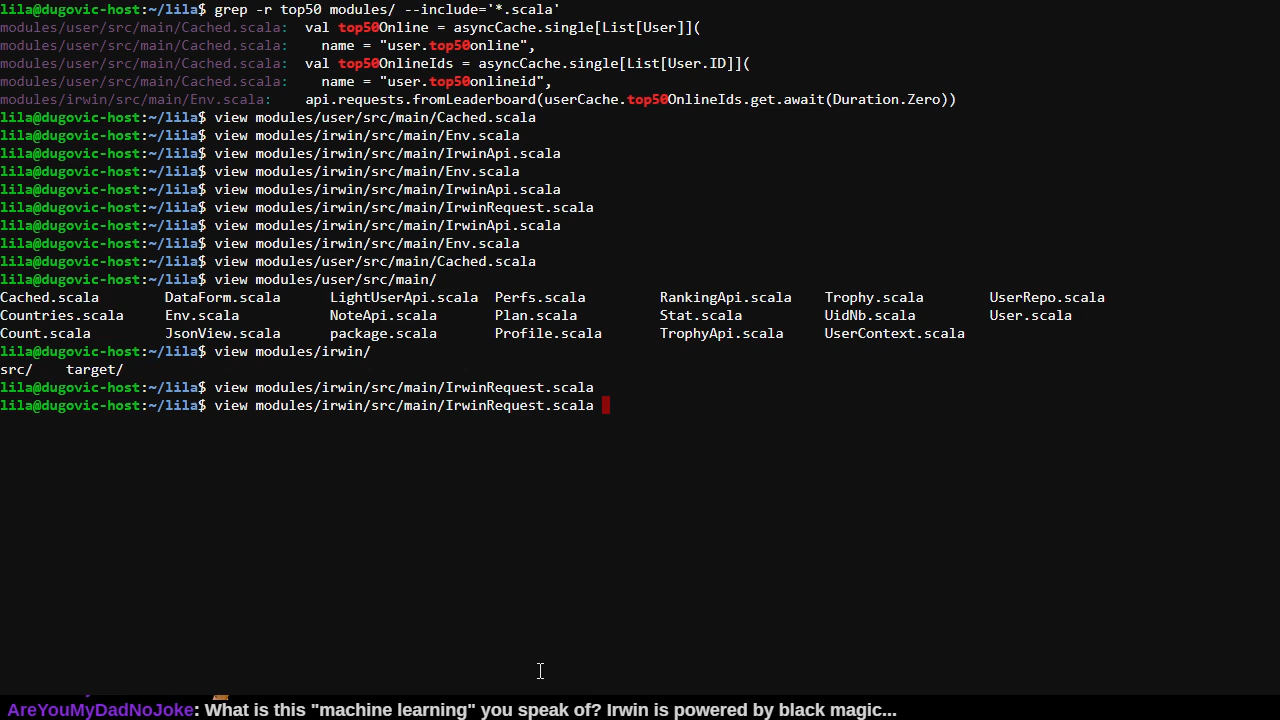 lila@dugovic-host:~/lila$ grep -r top50 modules/ --include='*.scala'
modules/user/src/main/Cached.scala:  val top50Online = asyncCache.single[List[User]](
modules/user/src/main/Cached.scala:    name = "user.top50online",
modules/user/src/main/Cached.scala:  val top50OnlineIds = asyncCache.single[List[User.ID]](
modules/user/src/main/Cached.scala:    name = "user.top50onlineid",
modules/irwin/src/main/Env.scala:    api.requests.fromLeaderboard(userCache.top50OnlineIds.get.await(Duration.Zero))
lila@dugovic-host:~/lila$ view modules/user/src/main/Cached.scala
lila@dugovic-host:~/lila$ view modules/irwin/src/main/Env.scala
lila@dugovic-host:~/lila$ view modules/irwin/src/main/IrwinApi.scala
lila@dugovic-host:~/lila$ view modules/irwin/src/main/Env.scala
lila@dugovic-host:~/lila$ view modules/irwin/src/main/IrwinApi.scala
lila@dugovic-host:~/lila$ view modules/irwin/src/main/IrwinRequest.scala
lila@dugovic-host:~/lila$ view modules/irwin/src/main/IrwinApi.scala
lila@dugovic-host:~/lila$ view modules/irwin/src/main/Env.scala
lila@dugovic-host:~/lila$ view modules/user/src/main/Cached.scala
lila@dugovic-host:~/lila$ view modules/user/src/main/
Cached.scala DataForm.scala LightUserApi.scala Perfs.scala RankingApi.scala Trophy.scala UserRepo.scala
Countries.scala Env.scala NoteApi.scala Plan.scala Stat.scala UidNb.scala User.scala
Count.scala JsonView.scala package.scala Profile.scala TrophyApi.scala UserContext.scala
lila@dugovic-host:~/lila$ view modules/irwin/
src/ target/
lila@dugovic-host:~/lila$ view modules/irwin/src/main/IrwinRequest.scala
lila@dugovic-host:~/lila$ view modules/irwin/src/main/IrwinRequest.scala
AreYouMyDadNoJoke: What is this "machine learning" you speak of? Irwin is powered by black magic...